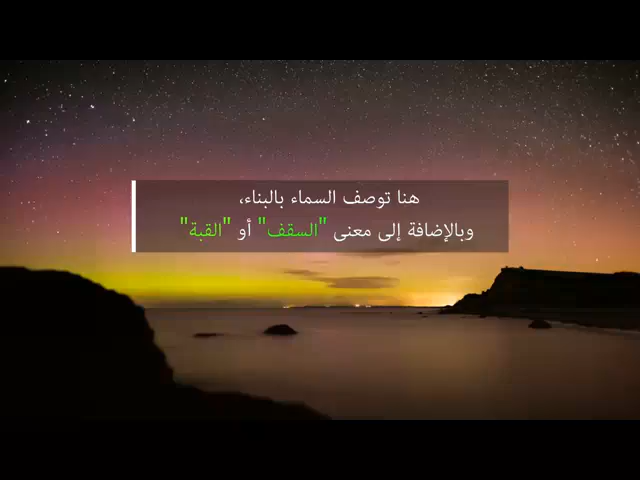 هنا توصف السماء بالبناء،
وبالإضافة إلى معنى "السقف" أو "القبة"